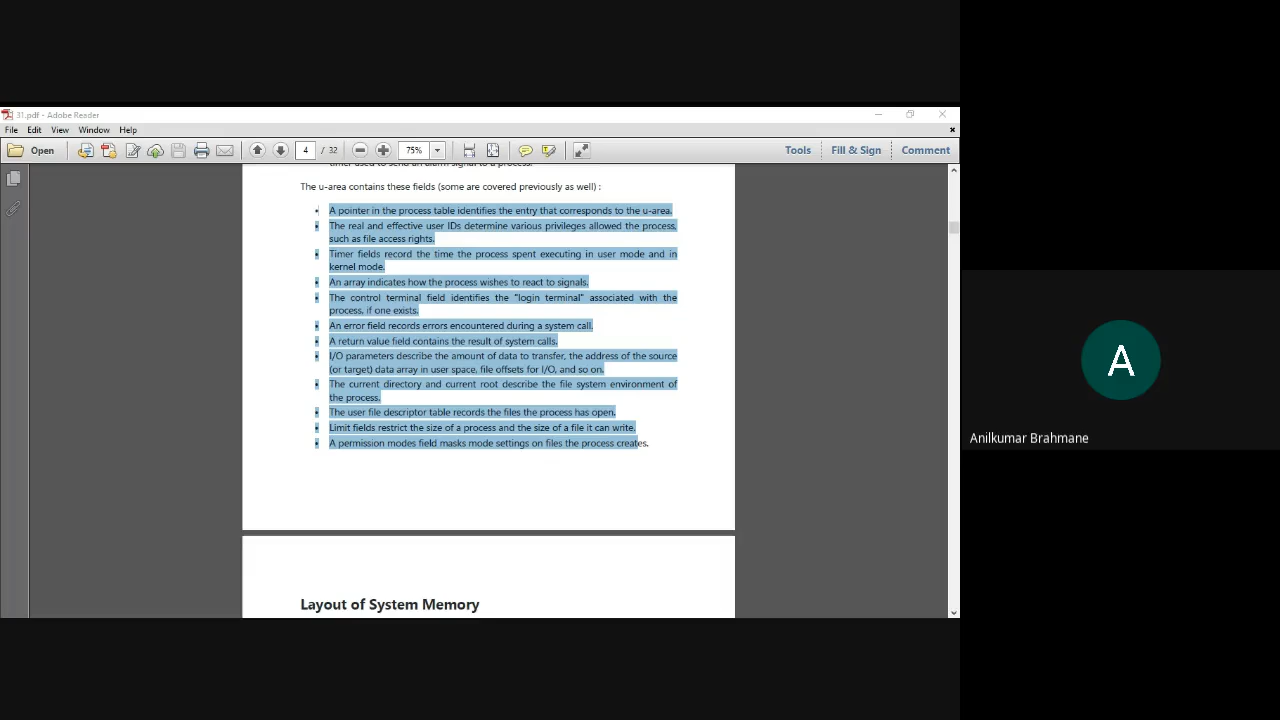 31.pdf - Adobe Reader
File Edit View Window Help
Open 4 / 32 75% Tools Fill & Sign Comment
timer used to send an alarm signal to a process.
The u-area contains these fields (some are covered previously as well) :
• A pointer in the process table identifies the entry that corresponds to the u-area.
• The real and effective user IDs determine various privileges allowed the process,
such as file access rights.
• Timer fields record the time the process spent executing in user mode and in
kernel mode.
• An array indicates how the process wishes to react to signals.
• The control terminal field identifies the "login terminal" associated with the
process, if one exists.
• An error field records errors encountered during a system call.
• A return value field contains the result of system calls.
• I/O parameters describe the amount of data to transfer, the address of the source
(or target) data array in user space, file offsets for I/O, and so on.
• The current directory and current root describe the file system environment of
the process.
• The user file descriptor table records the files the process has open.
• Limit fields restrict the size of a process and the size of a file it can write.
• A permission modes field masks mode settings on files the process creates.
Layout of System Memory
A
Anilkumar Brahmane